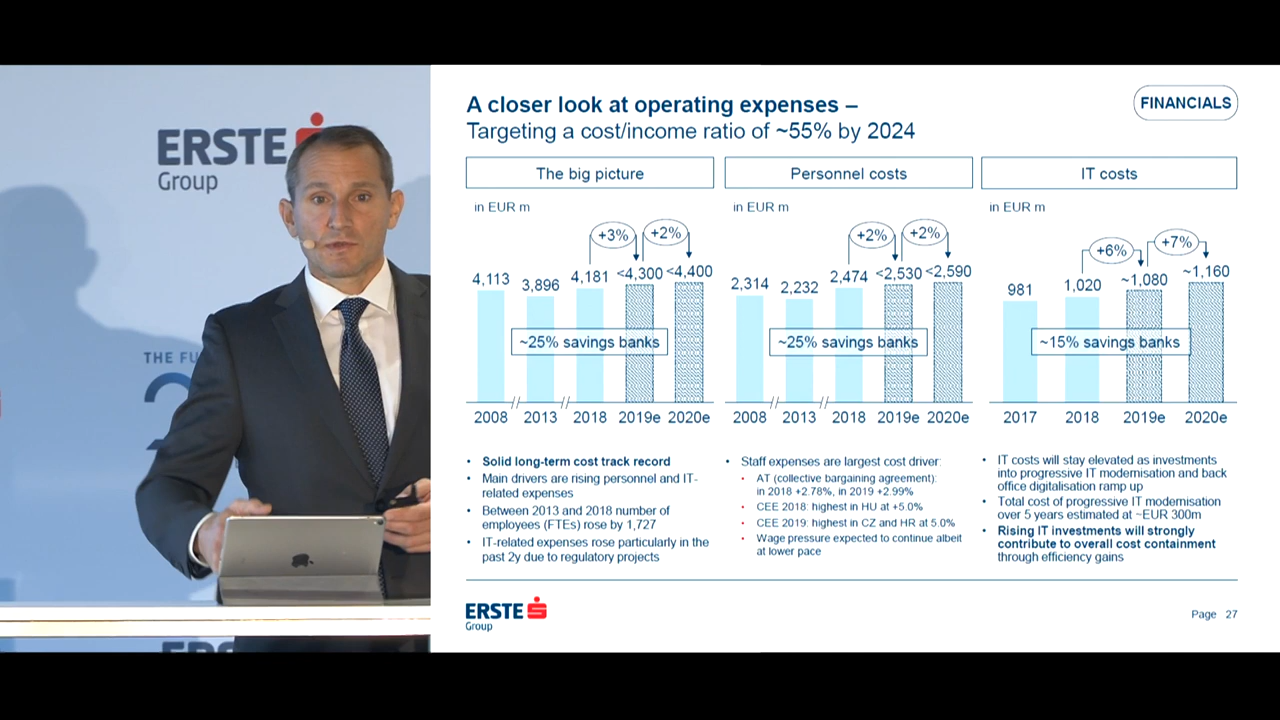 ERSTE
Group
THE FU
2
A closer look at operating expenses –
Targeting a cost/income ratio of ~55% by 2024
FINANCIALS
The big picture
in EUR m
+3%
+2%
4,113
3,896
4,181
<4,300
<4,400
~25% savings banks
2008
2013
2018
2019e
2020e
• Solid long-term cost track record
• Main drivers are rising personnel and IT-
related expenses
• Between 2013 and 2018 number of
employees (FTEs) rose by 1,727
• IT-related expenses rose particularly in the
past 2y due to regulatory projects
Personnel costs
in EUR m
+2%
+2%
2,314
2,232
2,474
<2,530
<2,590
~25% savings banks
2008
2013
2018
2019e
2020e
• Staff expenses are largest cost driver:
• AT (collective bargaining agreement):
in 2018 +2.78%, in 2019 +2.99%
• CEE 2018: highest in HU at +5.0%
• CEE 2019: highest in CZ and HR at 5.0%
• Wage pressure expected to continue albeit
at lower pace
IT costs
in EUR m
+6%
+7%
981
1,020
~1,080
~1,160
~15% savings banks
2017
2018
2019e
2020e
• IT costs will stay elevated as investments
into progressive IT modernisation and back
office digitalisation ramp up
• Total cost of progressive IT modernisation
over 5 years estimated at ~EUR 300m
• Rising IT investments will strongly
contribute to overall cost containment
through efficiency gains
ERSTE
Group
Page 27